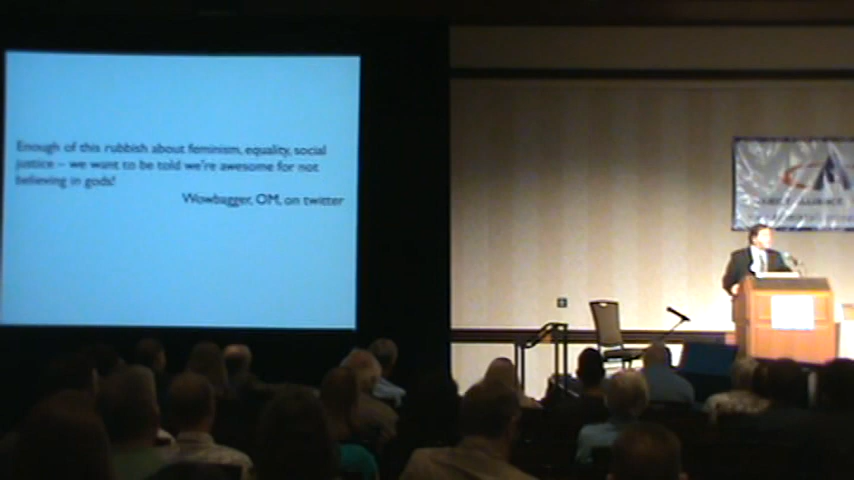 Enough of this rubbish about feminism, equality, social
justice – we want to be told we're awesome for not
believing in gods!
Wowbagger, OM, on twitter